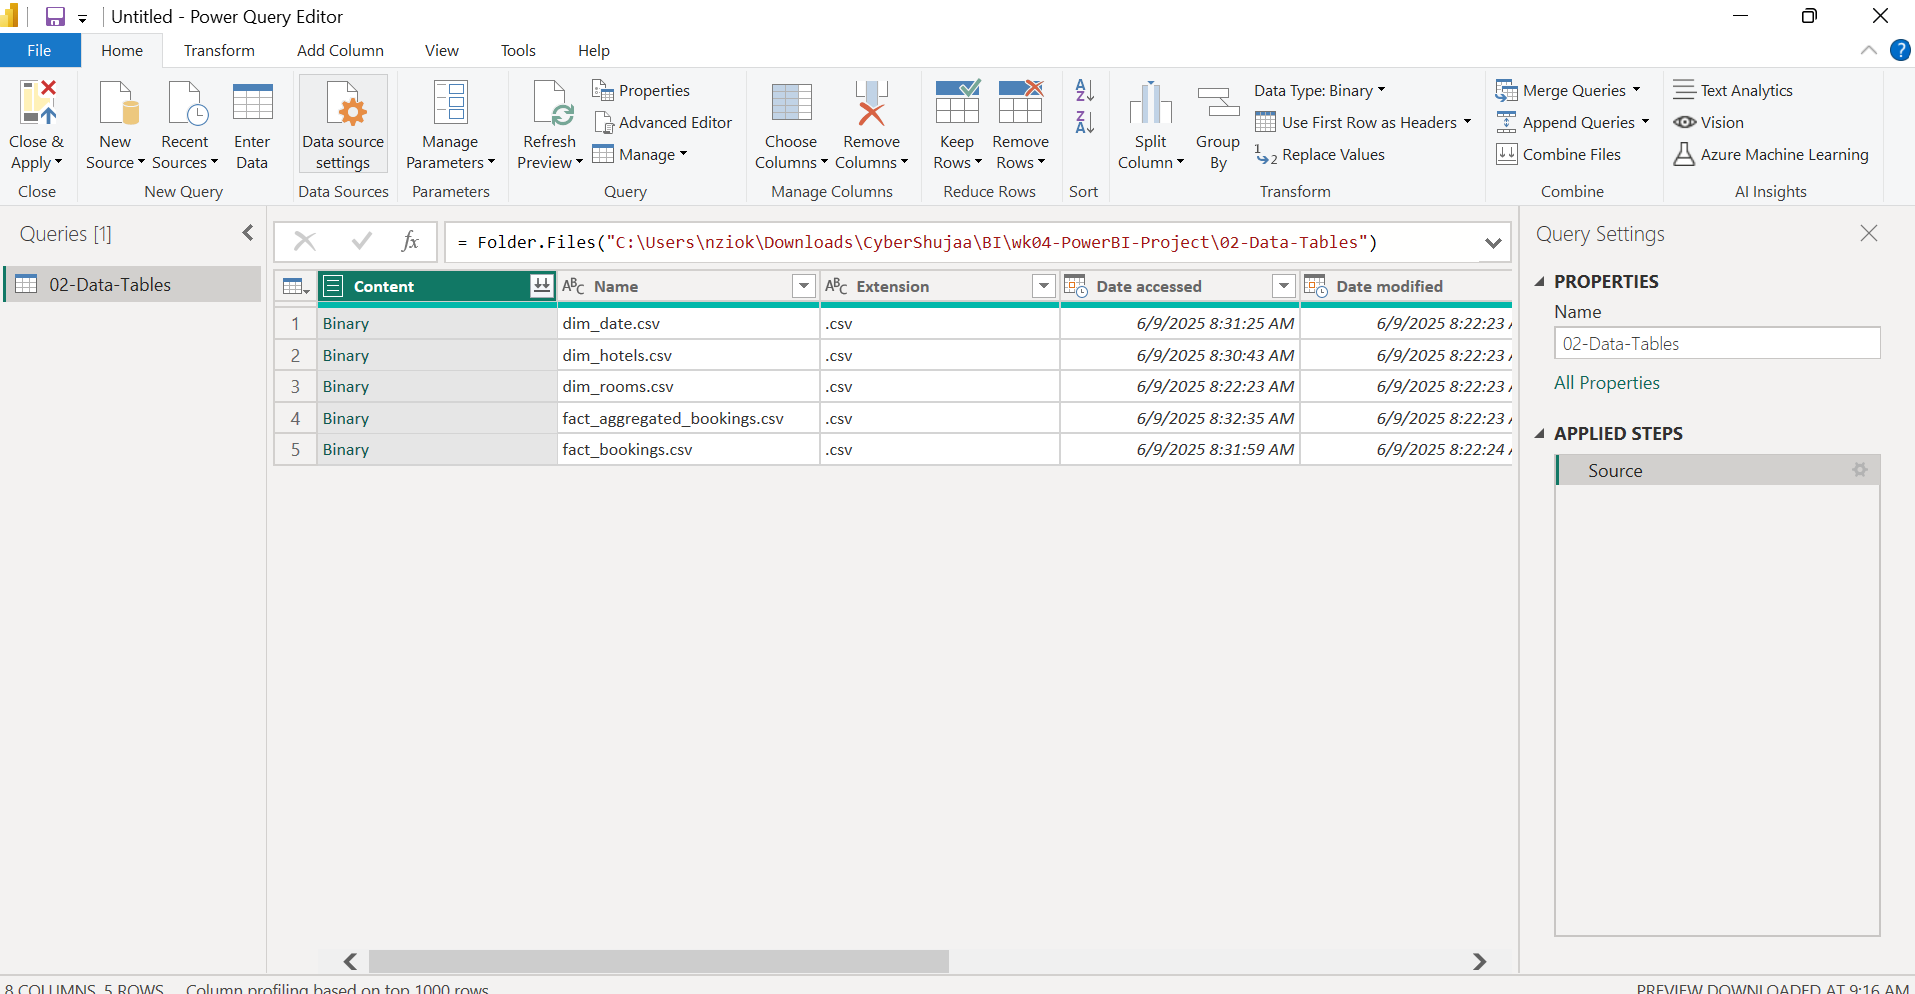 Untitled - Power Query Editor
File Home Transform Add Column View Tools Help
Close & Apply
Close
New Source
Recent Sources
Enter Data
New Query
Data source settings
Data Sources
Manage Parameters
Parameters
Refresh Preview
Properties
Advanced Editor
Manage
Query
Choose Columns
Remove Columns
Manage Columns
Keep Rows
Remove Rows
Reduce Rows
Sort
Split Column
Group By
Data Type: Binary
Use First Row as Headers
Replace Values
Transform
Merge Queries
Append Queries
Combine Files
Combine
Text Analytics
Vision
Azure Machine Learning
AI Insights
Queries [1]
02-Data-Tables
fx
= Folder.Files("C:\Users\nziok\Downloads\CyberShujaa\BI\wk04-PowerBI-Project\02-Data-Tables")
Content ABC Name ABC Extension Date accessed Date modified
1 Binary dim_date.csv .csv 6/9/2025 8:31:25 AM 6/9/2025 8:22:23
2 Binary dim_hotels.csv .csv 6/9/2025 8:30:43 AM 6/9/2025 8:22:23
3 Binary dim_rooms.csv .csv 6/9/2025 8:22:23 AM 6/9/2025 8:22:23
4 Binary fact_aggregated_bookings.csv .csv 6/9/2025 8:32:35 AM 6/9/2025 8:22:23
5 Binary fact_bookings.csv .csv 6/9/2025 8:31:59 AM 6/9/2025 8:22:24
Query Settings
PROPERTIES
Name
02-Data-Tables
All Properties
APPLIED STEPS
Source
8 COLUMNS, 5 ROWS Column profiling based on top 1000 rows
PREVIEW DOWNLOADED AT 9:16 AM